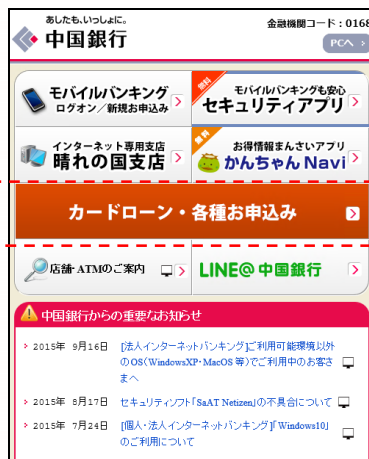 あしたも、いっしょに。
中国銀行
金融機関コード：0168
PCへ
モバイルバンキング
ログオン／新規お申込み
無料
モバイルバンキングも安心
セキュリティアプリ
インターネット専用支店
晴れの国支店
無料
お得情報まんさいアプリ
かんちゃん Navi
カードローン・各種お申込み
店舗・ATMのご案内
LINE@ 中国銀行
中国銀行からの重要なお知らせ
2015年 9月16日 [法人インターネットバンキング]ご利用可能環境以外
のOS(WindowsXP・MacOS 等)でご利用中のお客さ
まへ
2015年 8月17日 セキュリティソフト「SaAT Netizen」の不具合について
2015年 7月24日 [個人・法人インターネットバンキング]「Windows10」
のご利用について